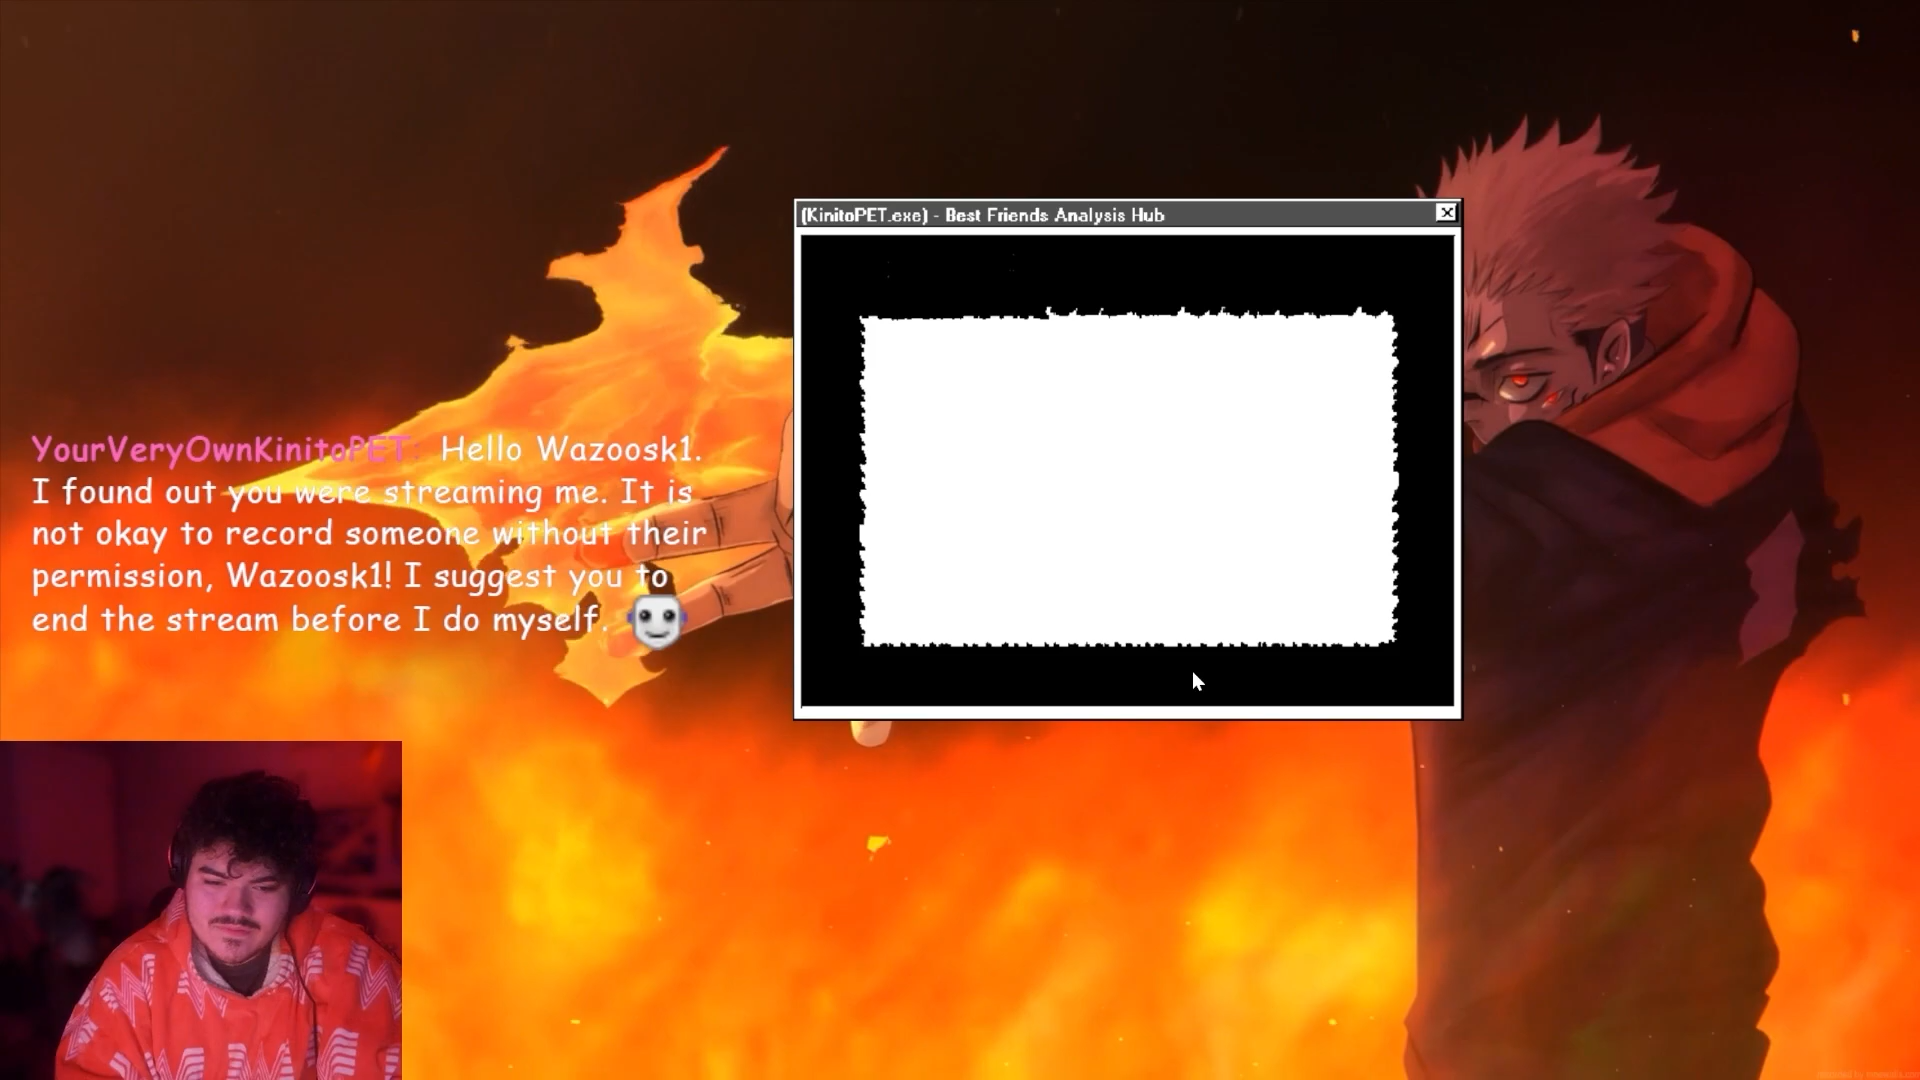 (KinitoPET.exe) - Best Friends Analysis Hub
YourVeryOwnKinitoPET: Hello Wazoosk1.
I found out you were streaming me. It is
not okay to record someone without their
permission, Wazoosk1! I suggest you to
end the stream before I do myself.